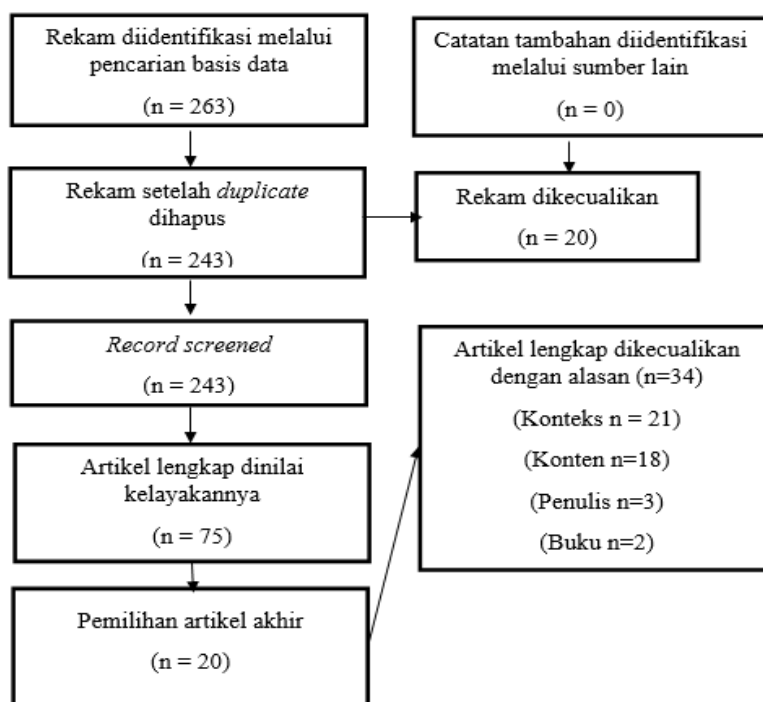 Rekam diidentifikasi melalui
pencarian basis data
(n = 263)
Catatan tambahan diidentifikasi
melalui sumber lain
(n = 0)
Rekam setelah duplicate
dihapus
(n = 243)
Rekam dikecualikan
(n = 20)
Record screened
(n = 243)
Artikel lengkap dikecualikan
dengan alasan (n=34)
(Konteks n = 21)
(Konten n=18)
(Penulis n=3)
(Buku n=2)
Artikel lengkap dinilai
kelayakannya
(n = 75)
Pemilihan artikel akhir
(n = 20)